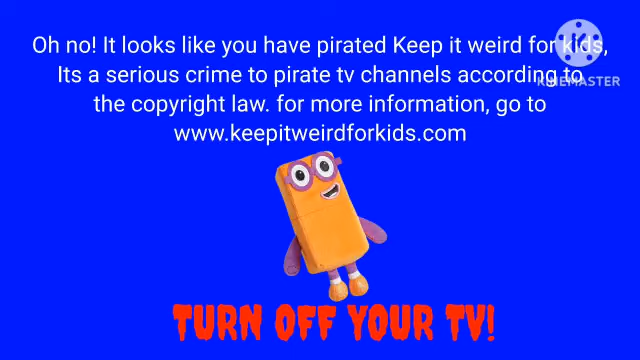 Oh no! It looks like you have pirated Keep it weird for kids,
Its a serious crime to pirate tv channels according to
the copyright law. for more information, go to
www.keepitweirdforkids.com
KINEMASTER
TURN OFF YOUR TV!